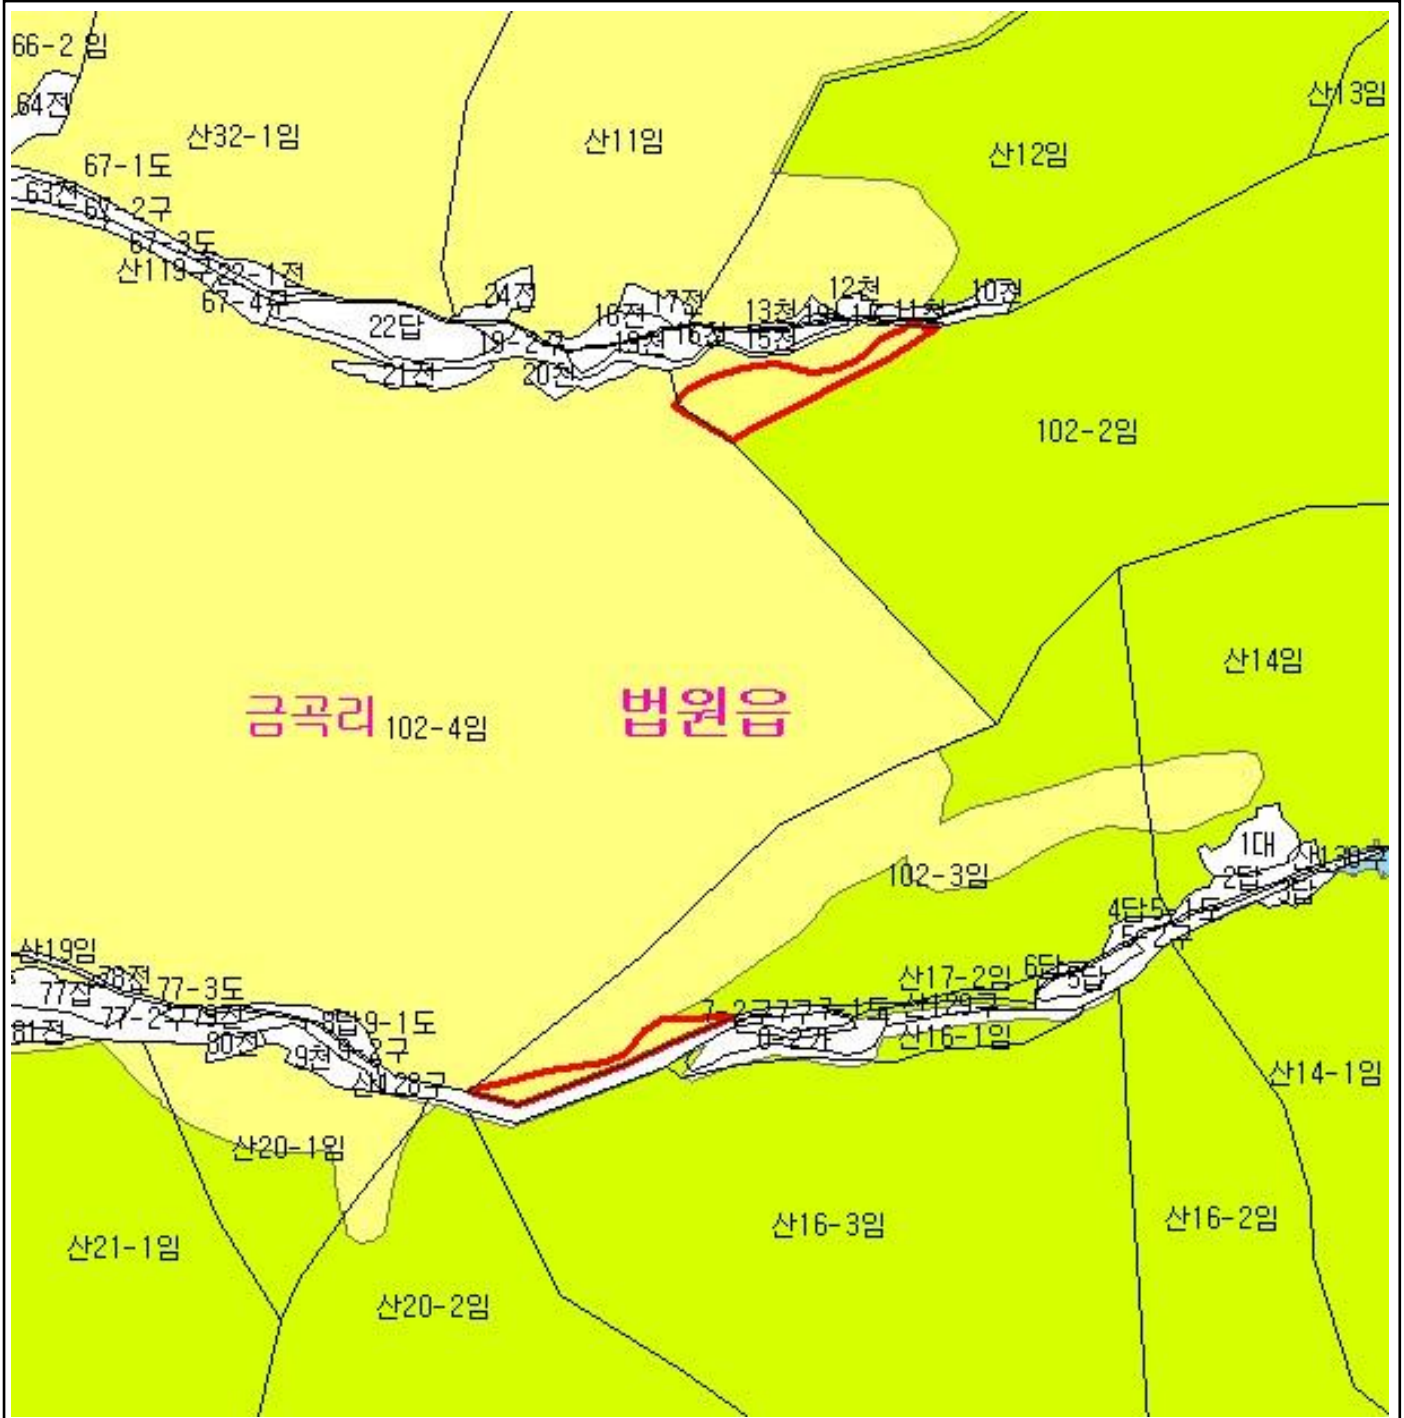 66-2 임
64전
산13임
산32-1임
산11임
산12임
67-1도
63전
67-2구
67-3도
22-1전
67-4구
24전
12천
10전
17전
13천
11천
22답
19-2구
15전
21전
20전
102-2임
산14임
금곡리
102-4임
법원읍
1대
2답
102-3임
산19임
78전
77-3도
산17-2임
6답
5답
81전
80전
9-1도
9천
산128구
산16-1임
산14-1임
산20-1임
산16-3임
산16-2임
산21-1임
산20-2임